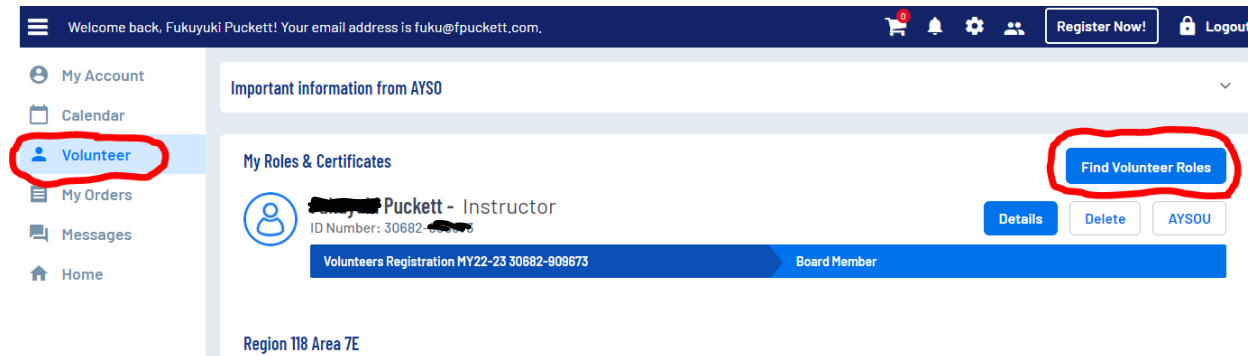 Welcome back, Fukuyuki Puckett! Your email address is fuku@fpuckett.com.
0
Register Now!
Logout
My Account
Calendar
Volunteer
My Orders
Messages
Home
Important information from AYSO
My Roles & Certificates
Find Volunteer Roles
Puckett - Instructor
ID Number: 30682-
Details
Delete
AYSOU
Volunteers Registration MY22-23 30682-909673
Board Member
Region 118 Area 7E